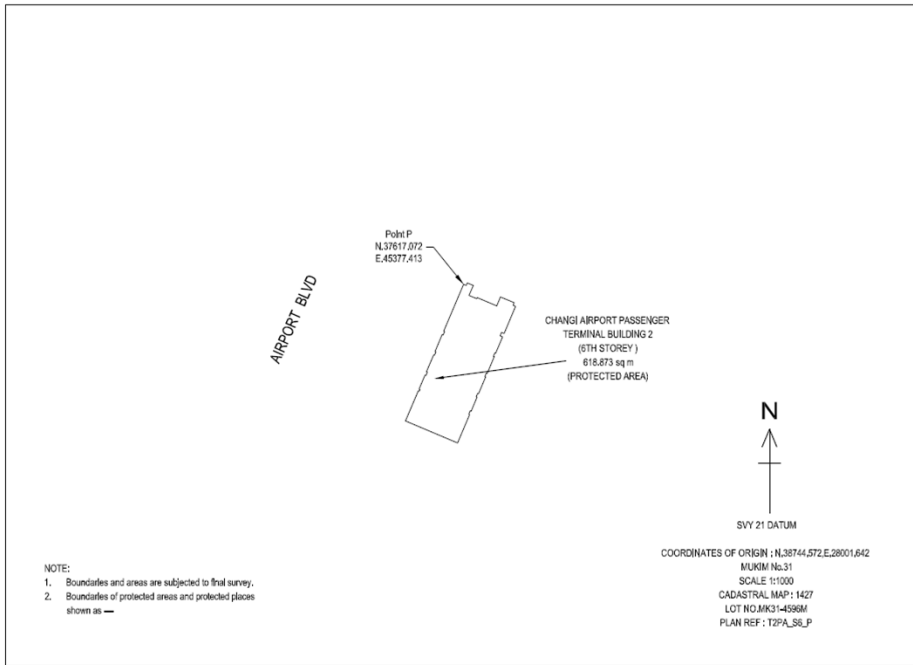 Point P
N.37617.072
E.45377.413
AIRPORT BLVD
CHANGI AIRPORT PASSENGER
TERMINAL BUILDING 2
(6TH STOREY )
618.873 sq m
(PROTECTED AREA)
N
SVY 21 DATUM
COORDINATES OF ORIGIN : N.38744.572,E.28001.642
MUKIM No.31
SCALE 1:1000
CADASTRAL MAP : 1427
LOT NO.MK31-4596M
PLAN REF : T2PA_S6_P
NOTE:
1. Boundaries and areas are subjected to final survey.
2. Boundaries of protected areas and protected places
shown as —